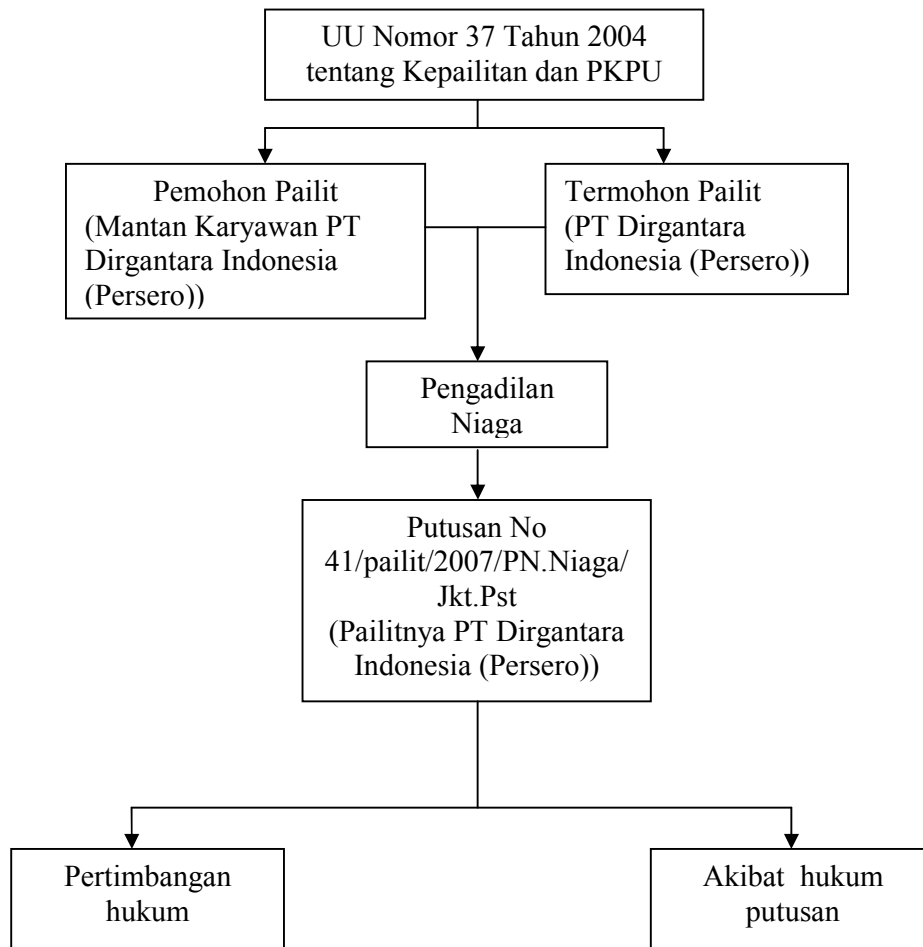 UU Nomor 37 Tahun 2004
tentang Kepailitan dan PKPU
Pemohon Pailit
(Mantan Karyawan PT
Dirgantara Indonesia
(Persero))
Termohon Pailit
(PT Dirgantara
Indonesia (Persero))
Pengadilan
Niaga
Putusan No
41/pailit/2007/PN.Niaga/
Jkt.Pst
(Pailitnya PT Dirgantara
Indonesia (Persero))
Pertimbangan
hukum
Akibat hukum
putusan